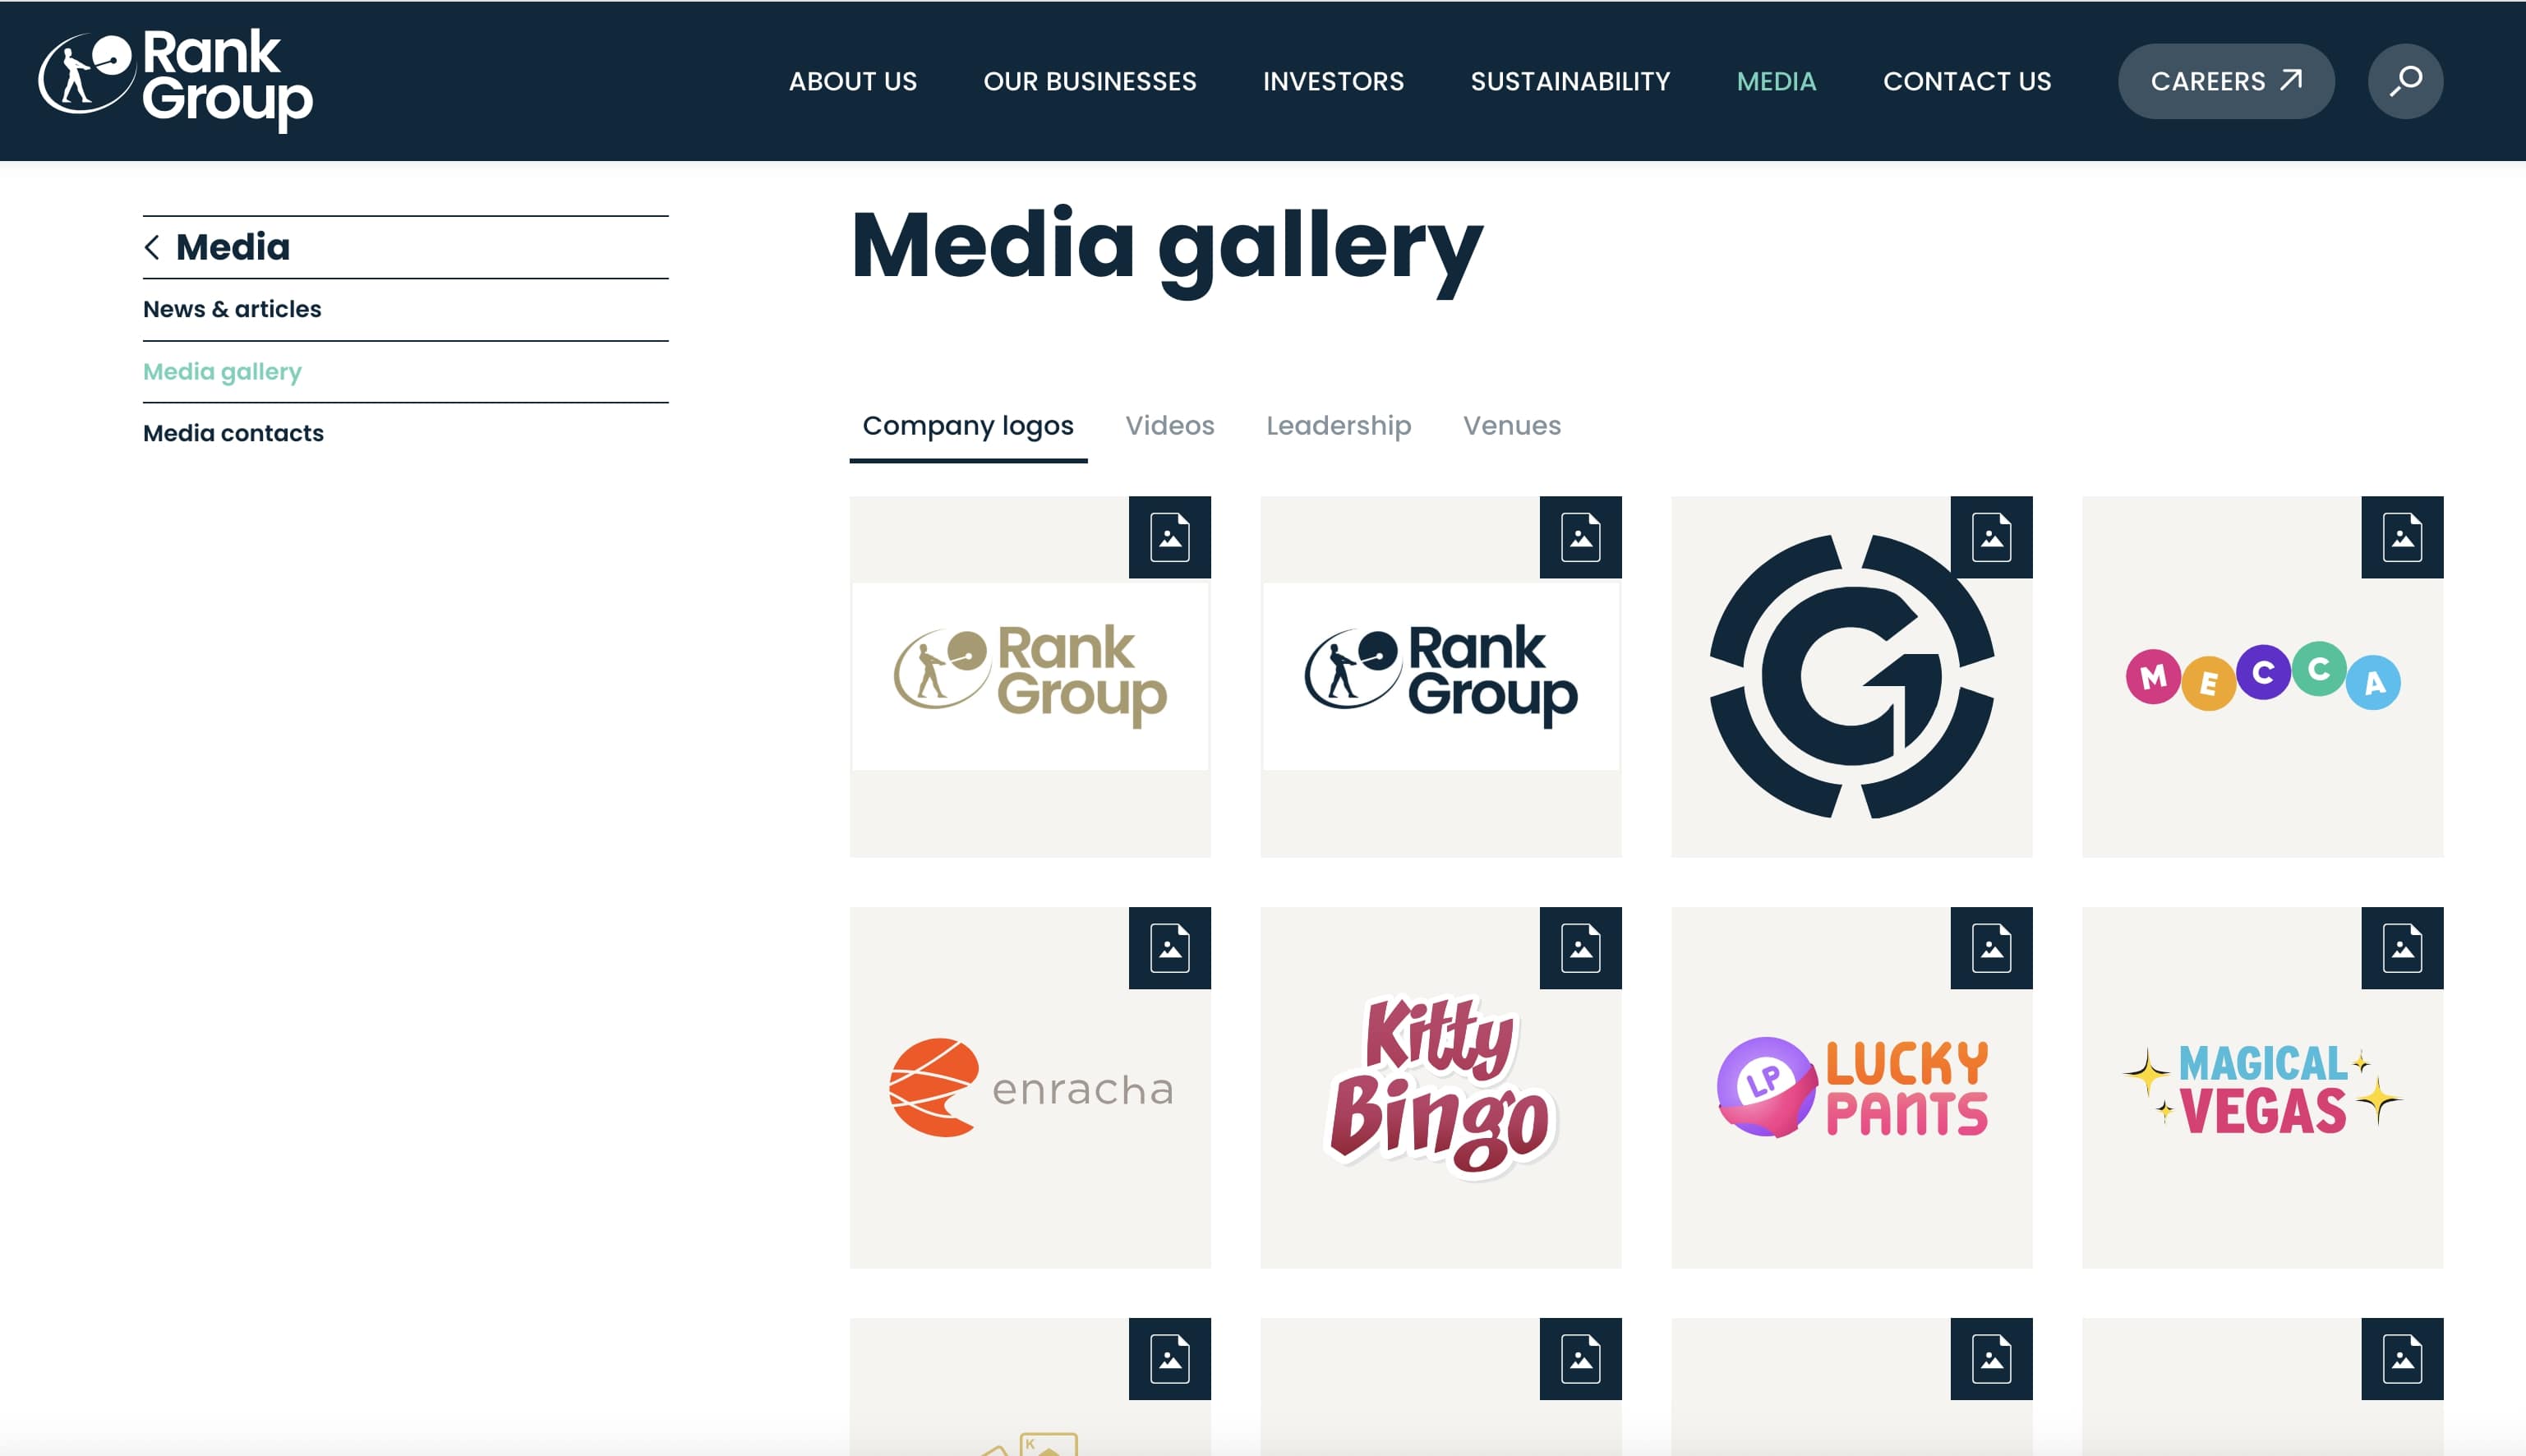 Rank
Group
ABOUT US
OUR BUSINESSES
INVESTORS
SUSTAINABILITY
MEDIA
CONTACT US
CAREERS
Media
News & articles
Media gallery
Media contacts
Media gallery
Company logos
Videos
Leadership
Venues
Rank
Group
Rank
Group
G
MECCA
enracha
Kitty
Bingo
LP
LUCKY
PANTS
MAGICAL
VEGAS
K